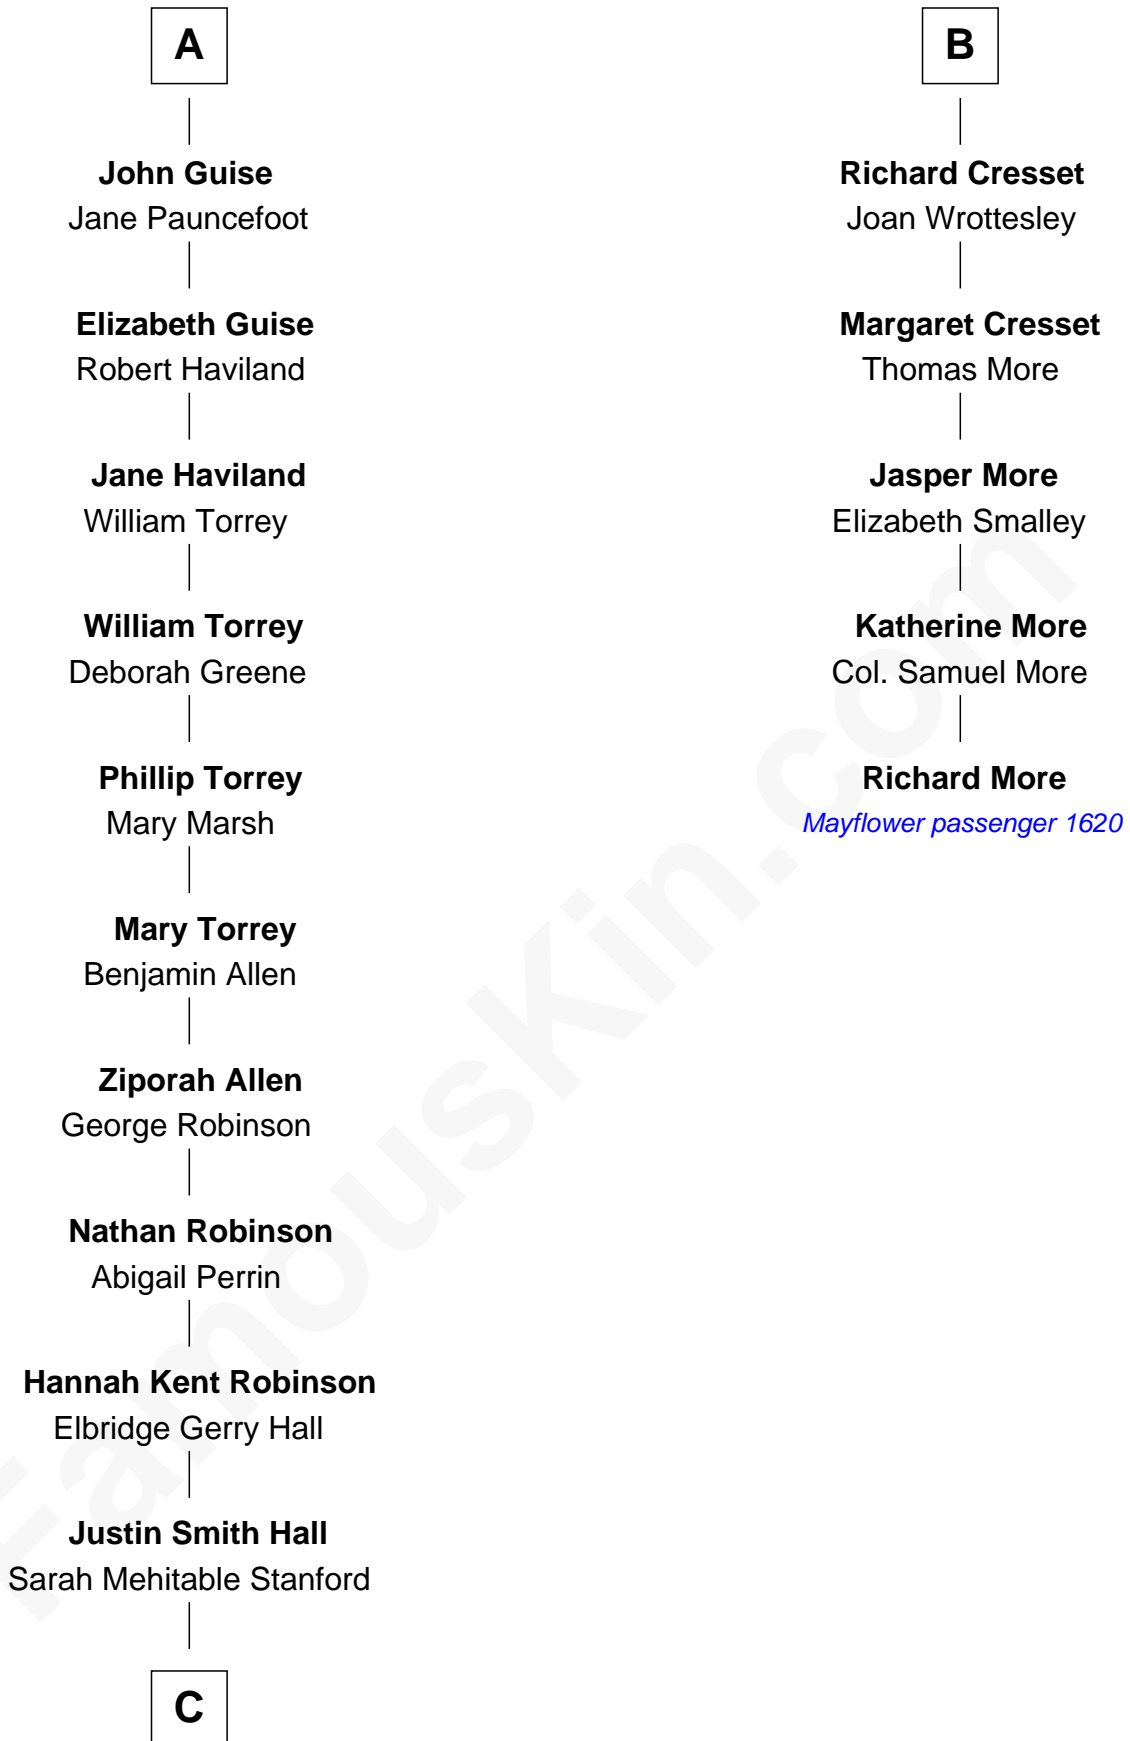 A
John Guise
Jane Pauncefoot
Elizabeth Guise
Robert Haviland
Jane Haviland
William Torrey
William Torrey
Deborah Greene
Phillip Torrey
Mary Marsh
Mary Torrey
Benjamin Allen
Ziporah Allen
George Robinson
Nathan Robinson
Abigail Perrin
Hannah Kent Robinson
Elbridge Gerry Hall
Justin Smith Hall
Sarah Mehitable Stanford
C
B
Richard Cresset
Joan Wrottesley
Margaret Cresset
Thomas More
Jasper More
Elizabeth Smalley
Katherine More
Col. Samuel More
Richard More
Mayflower passenger 1620
FamousKin.com